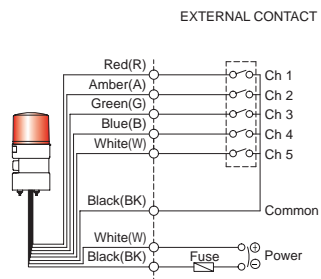 EXTERNAL CONTACT
Red(R)
Ch 1
Amber(A)
Ch 2
Green(G)
Ch 3
Blue(B)
Ch 4
White(W)
Ch 5
Black(BK)
Common
White(W)
⊕
Power
Black(BK)
Fuse
⊖